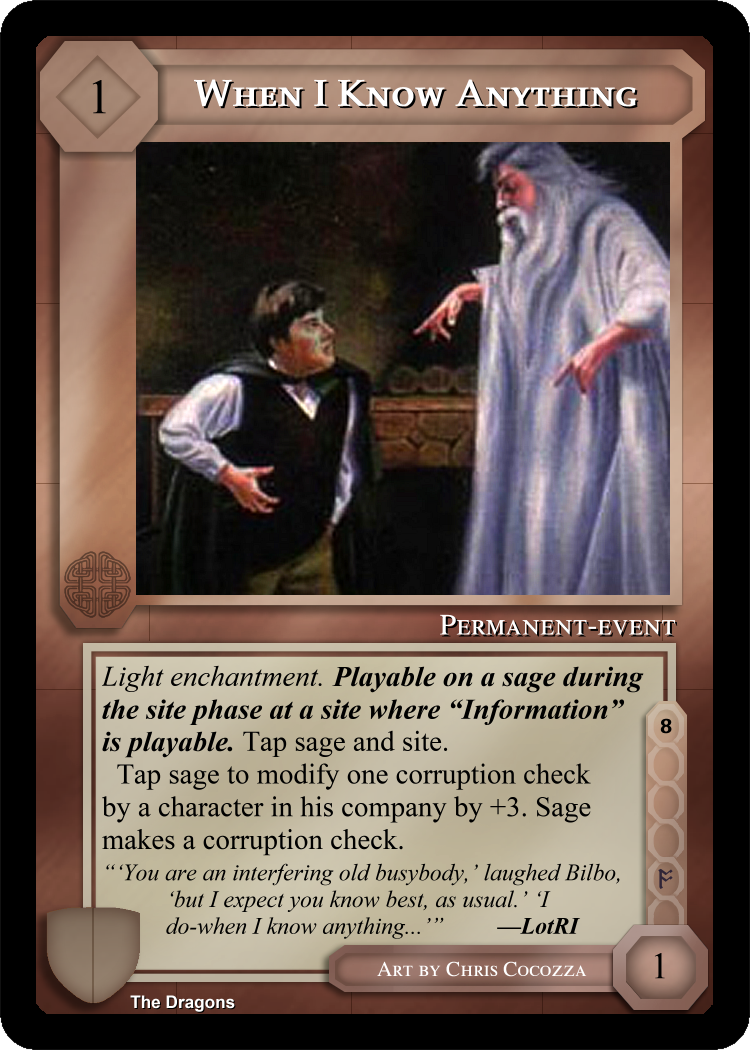 1
When I Know Anything
Permanent-event
Light enchantment. Playable on a sage during
the site phase at a site where “Information”
is playable. Tap sage and site.
Tap sage to modify one corruption check
by a character in his company by +3. Sage
makes a corruption check.
“‘You are an interfering old busybody,’ laughed Bilbo,
‘but I expect you know best, as usual.’ ‘I
do-when I know anything...’” —LotRI
8
ᚩ
Art by Chris Cocozza
1
The Dragons